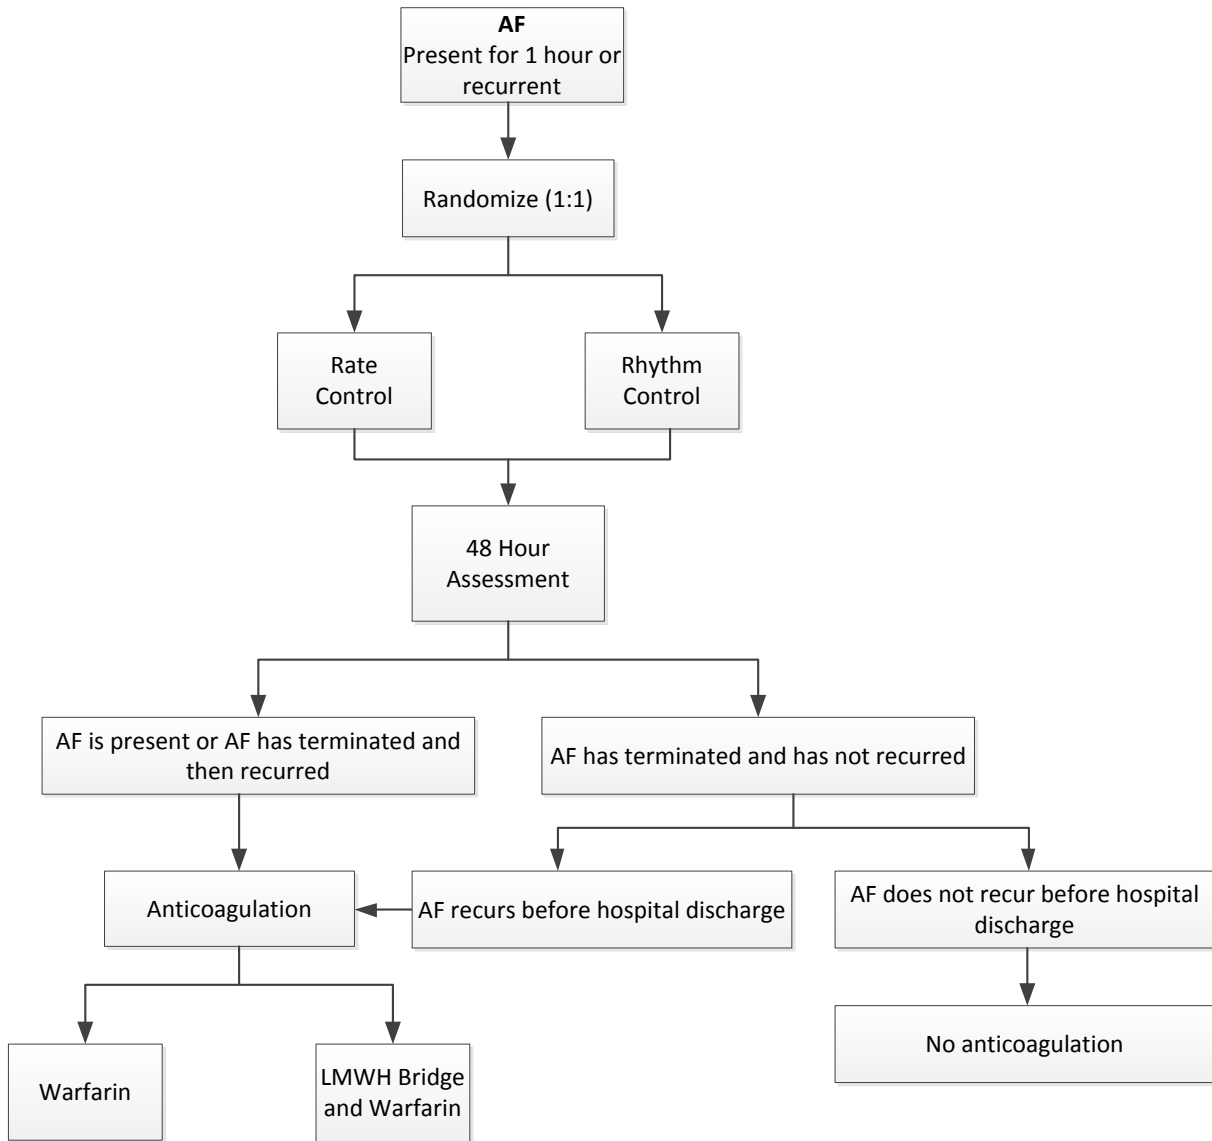 AF
Present for 1 hour or
recurrent
Randomize (1:1)
Rate
Control
Rhythm
Control
48 Hour
Assessment
AF is present or AF has terminated and
then recurred
AF has terminated and has not recurred
Anticoagulation
AF recurs before hospital discharge
AF does not recur before hospital
discharge
Warfarin
LMWH Bridge
and Warfarin
No anticoagulation